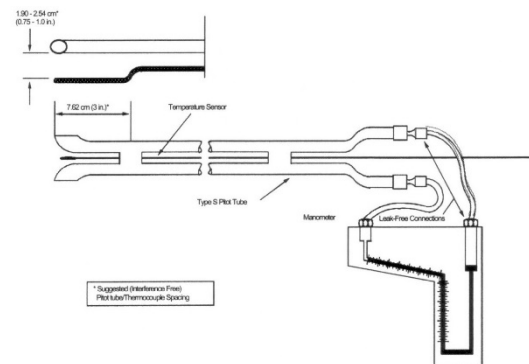 1.90 - 2.54 cm*
(0.75 - 1.0 in.)
7.62 cm (3 in.)*
Temperature Sensor
Type S Pitot Tube
Manometer
Leak-Free Connections
* Suggested (Interference Free)
Pitot tube/Thermocouple Spacing